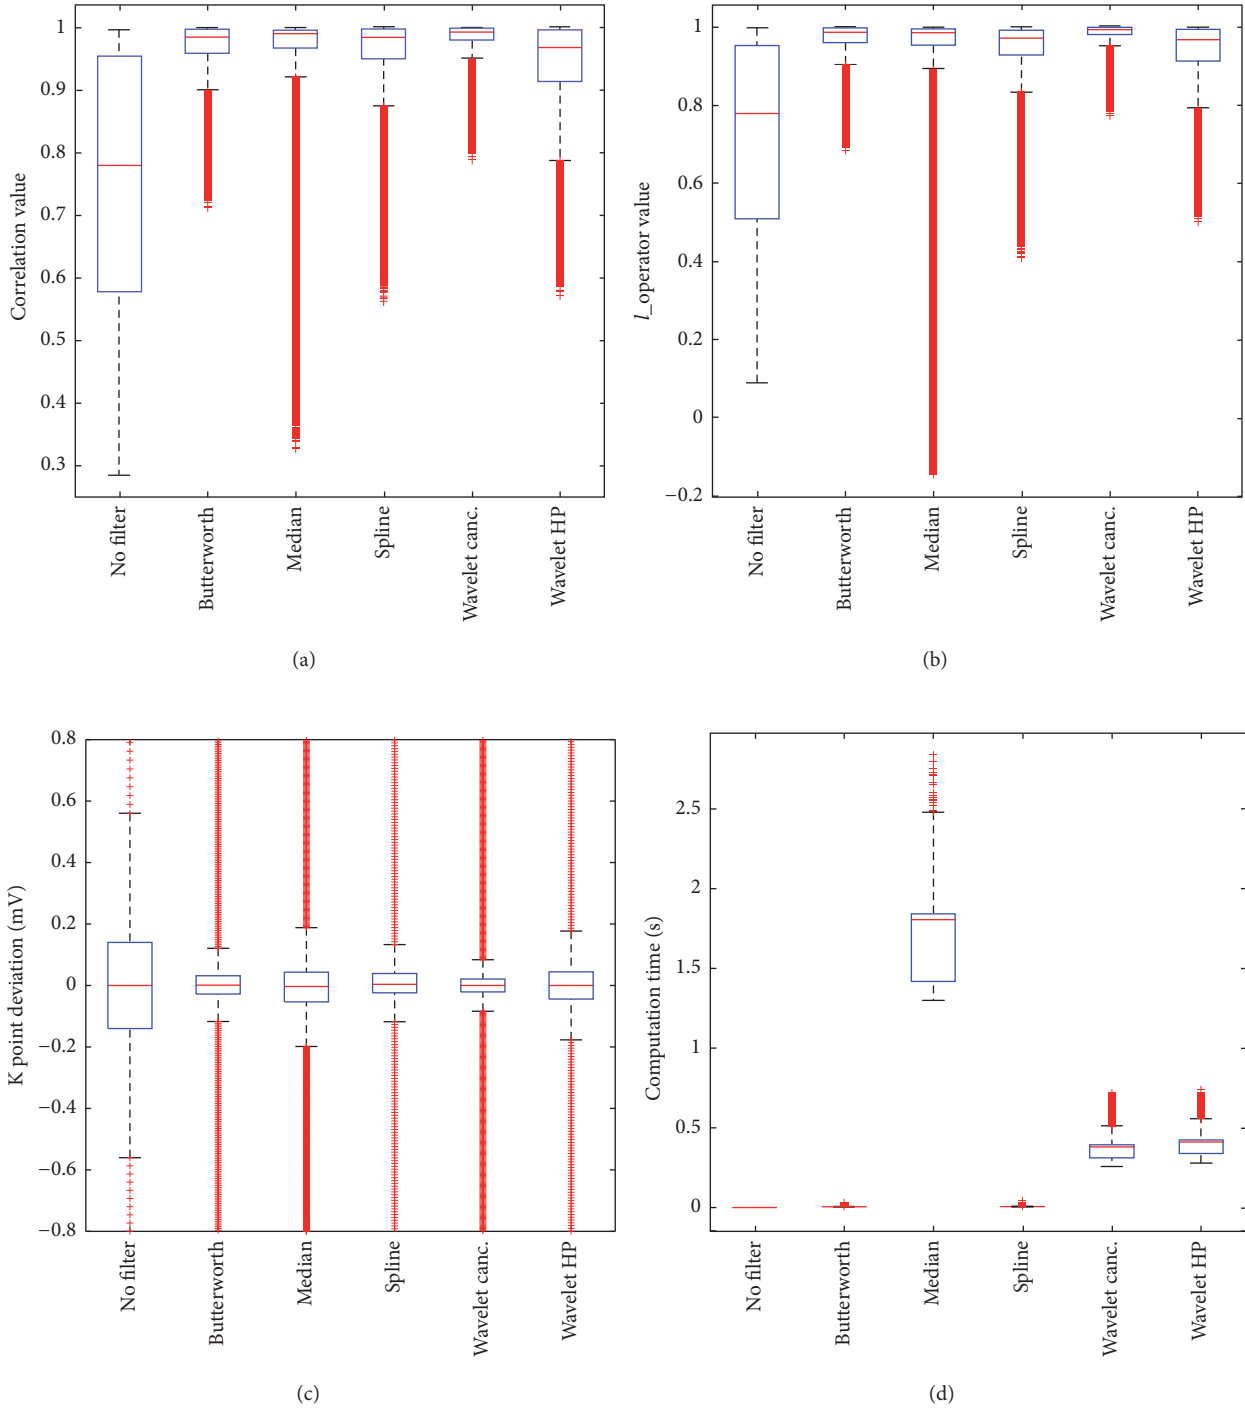 1
0.9
0.8
0.7
0.6
0.5
0.4
0.3
Correlation value
No filter
Butterworth
Median
Spline
Wavelet canc.
Wavelet HP
(a)
1
0.8
0.6
0.4
0.2
0
−0.2
l_operator value
No filter
Butterworth
Median
Spline
Wavelet canc.
Wavelet HP
(b)
0.8
0.6
0.4
0.2
0
−0.2
−0.4
−0.6
−0.8
K point deviation (mV)
No filter
Butterworth
Median
Spline
Wavelet canc.
Wavelet HP
(c)
2.5
2
1.5
1
0.5
0
Computation time (s)
No filter
Butterworth
Median
Spline
Wavelet canc.
Wavelet HP
(d)